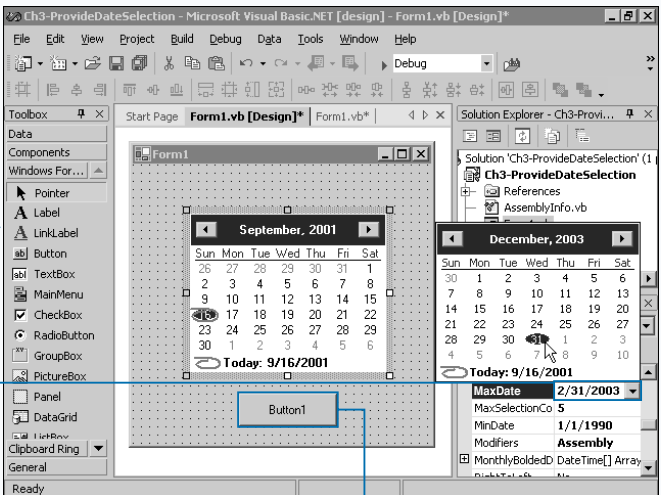 Ch3-ProvideDateSelection - Microsoft Visual Basic.NET [design] - Form1.vb [Design]*
File Edit View Project Build Debug Data Tools Window Help
Debug
Toolbox
Start Page Form1.vb [Design]* Form1.vb*
Solution Explorer - Ch3-Provi...
Data
Components
Windows For...
Pointer
A Label
A LinkLabel
ab Button
abl TextBox
MainMenu
CheckBox
RadioButton
XY GroupBox
PictureBox
Panel
DataGrid
ListBox
Clipboard Ring
General
Form1
September, 2001
Sun Mon Tue Wed Thu Fri Sat
26 27 28 29 30 31 1
2 3 4 5 6 7 8
9 10 11 12 13 14 15
16 17 18 19 20 21 22
23 24 25 26 27 28 29
30 1 2 3 4 5 6
Today: 9/16/2001
Button1
Solution 'Ch3-ProvideDateSelection' (1
Ch3-ProvideDateSelection
References
AssemblyInfo.vb
December, 2003
Sun Mon Tue Wed Thu Fri Sat
30 1 2 3 4 5 6
7 8 9 10 11 12 13
14 15 16 17 18 19 20
21 22 23 24 25 26 27
28 29 30 31 1 2 3
4 5 6 7 8 9 10
Today: 9/16/2001
MaxDate 2/31/2003
MaxSelectionCo 5
MinDate 1/1/1990
Modifiers Assembly
MonthlyBoldedD DateTime[] Array
RightToLeft No
Ready